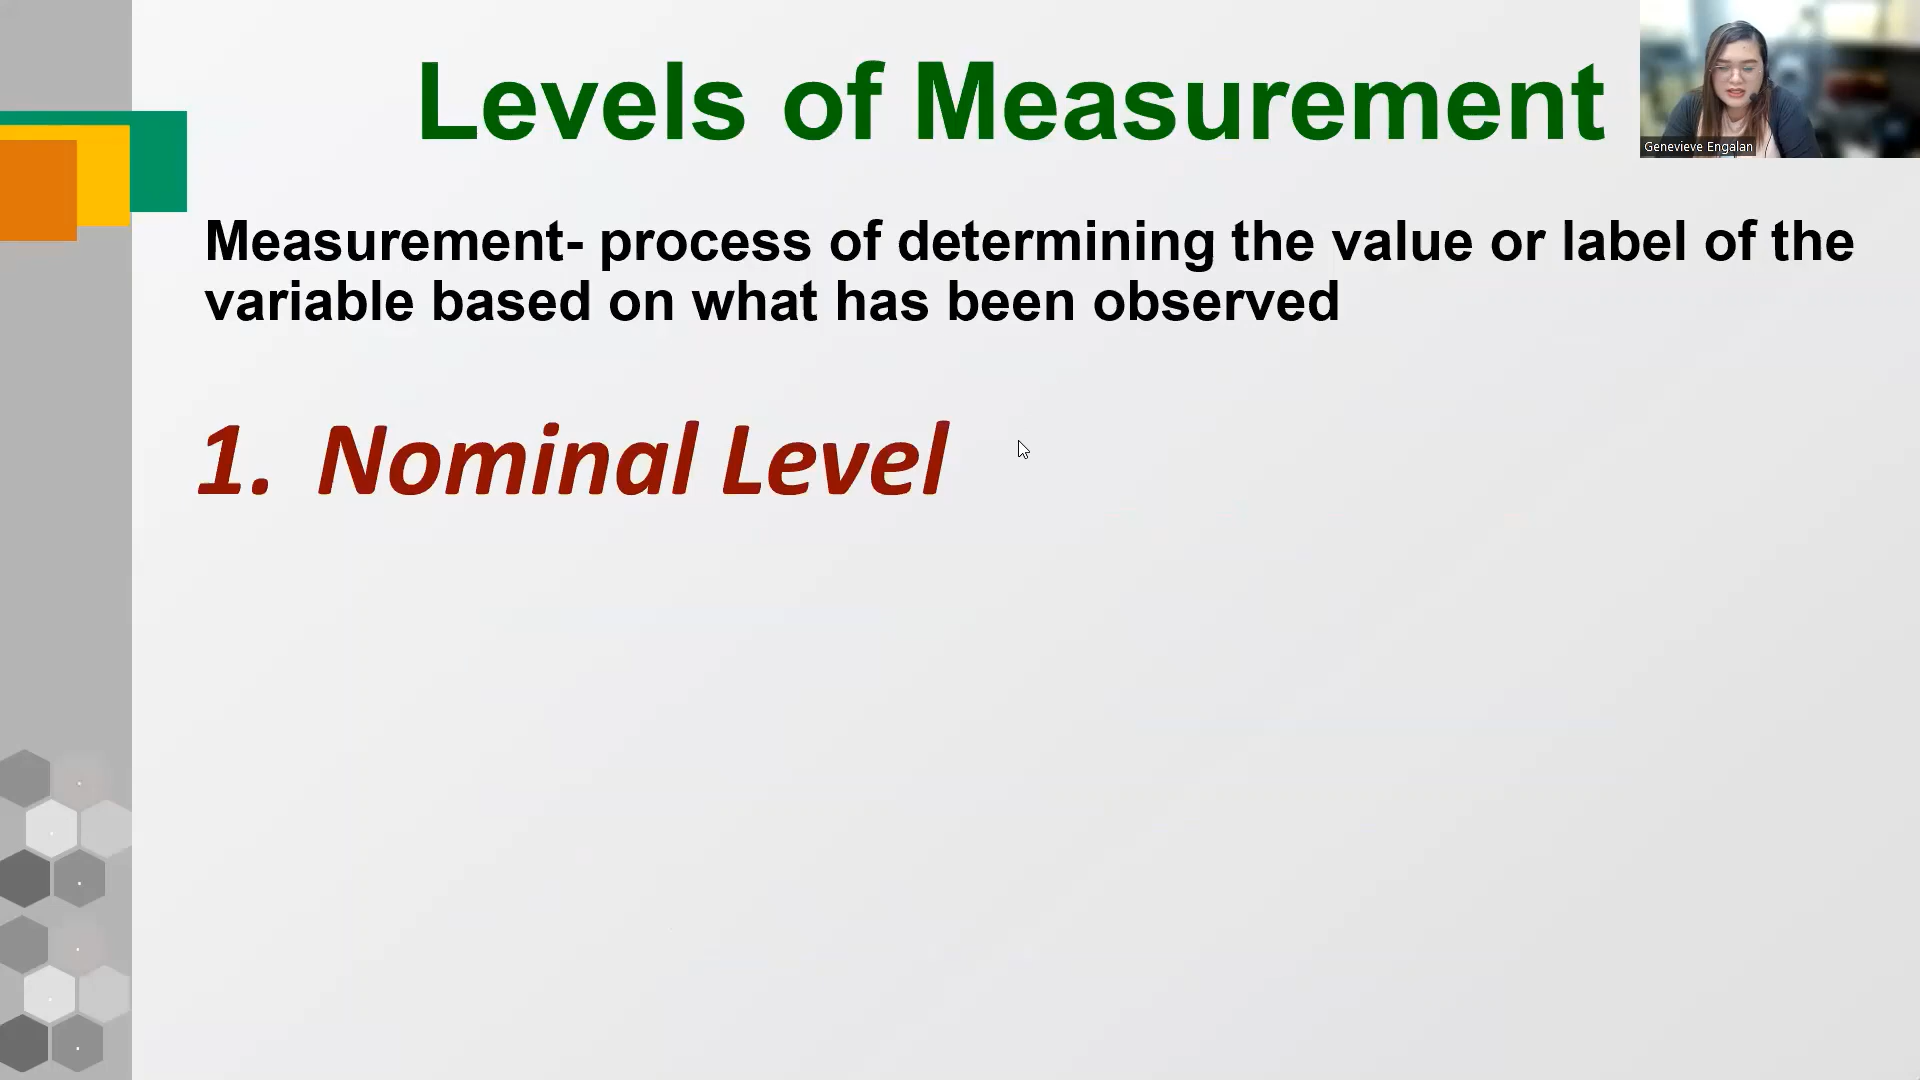 Levels of Measurement
Genevieve Engalan
Measurement- process of determining the value or label of the
variable based on what has been observed
1. Nominal Level